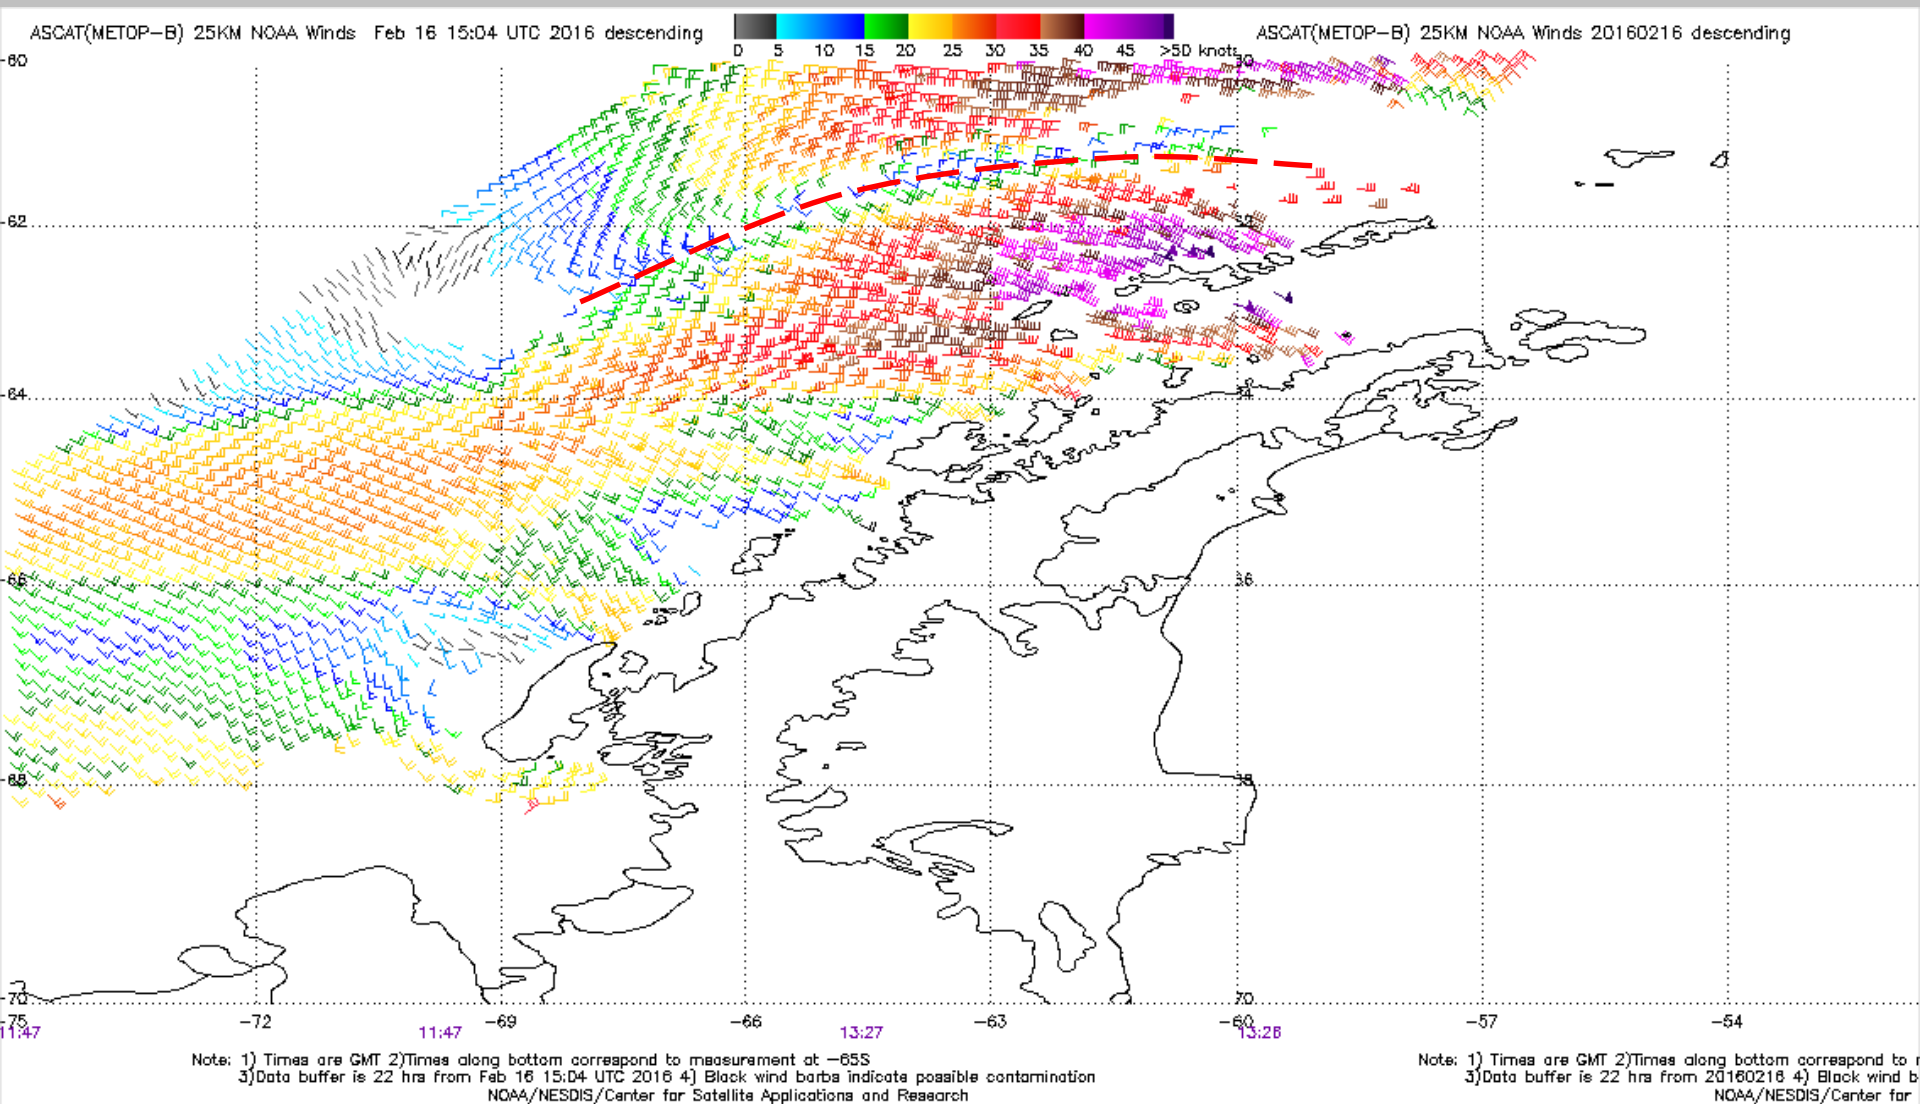 ASCAT(METOP-B) 25KM NOAA Winds Feb 16 15:04 UTC 2016 descending
0 5 10 15 20 25 30 35 40 45 >50 knots
ASCAT(METOP-B) 25KM NOAA Winds 20160216 descending
-60
62
64
-66
66
-68
-70
70
-75 -72 -69 -66 -63 -60 -57 -54
11:47 11:47 13:27 13:26
Note: 1) Times are GMT 2)Times along bottom correspond to measurement at -65S
3)Data buffer is 22 hrs from Feb 16 15:04 UTC 2016 4) Black wind barbs indicate possible contamination
NOAA/NESDIS/Center for Satellite Applications and Research
Note: 1) Times are GMT 2)Times along bottom correspond to
3)Data buffer is 22 hrs from 20160216 4) Black wind b
NOAA/NESDIS/Center for